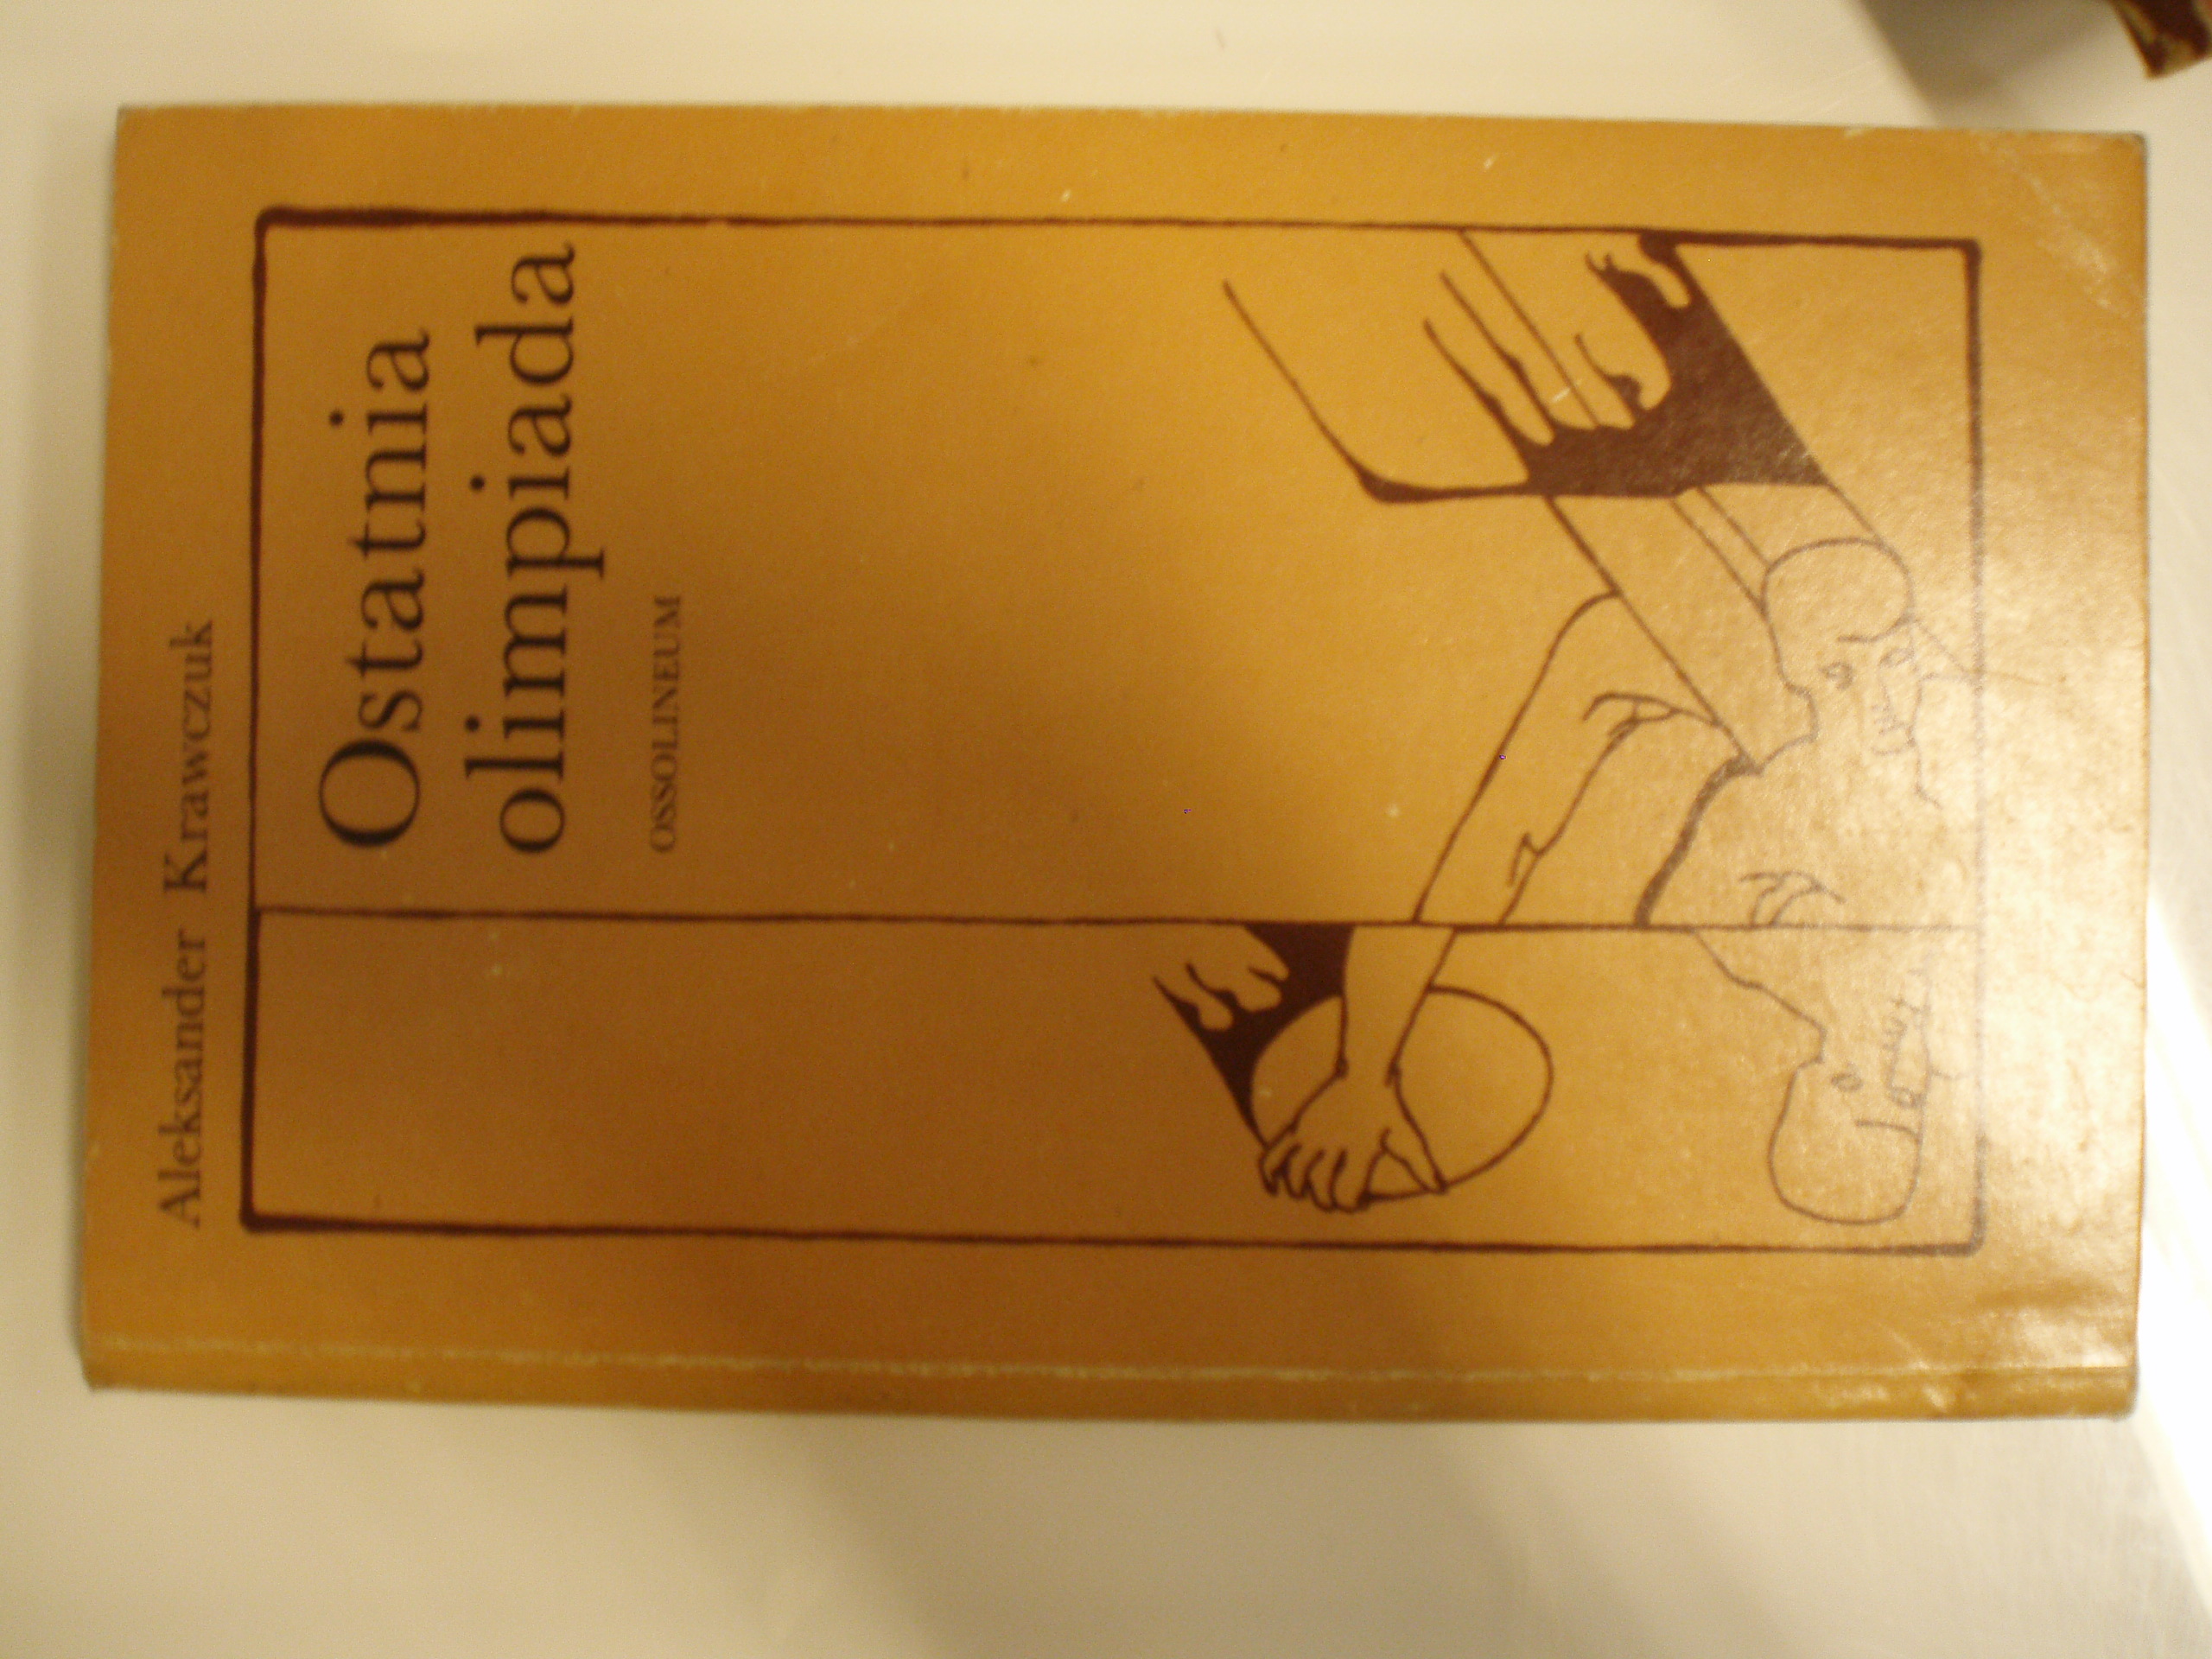 Aleksander Krawczuk
Ostatnia
olimpiada
OSSOLINEUM